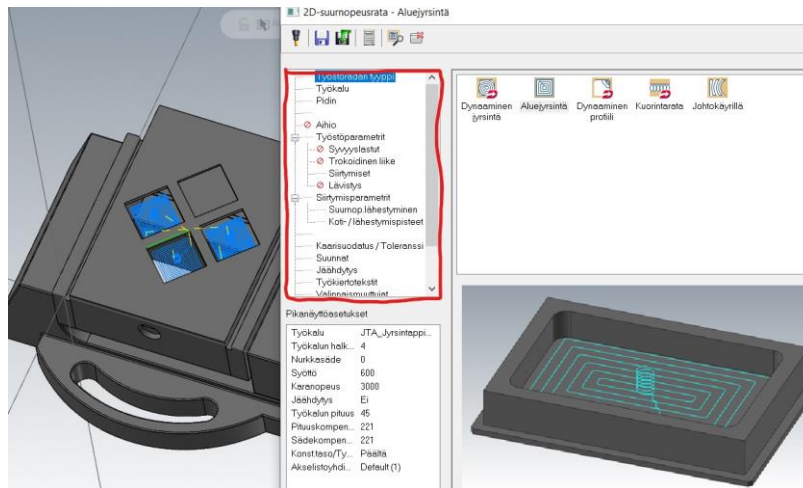 2D-suurnopeusrata - Aluejyrsintä
Työstöradan tyyppi
Työkalu
Pidin
Aihio
Työstöparametrit
Syvyyslastut
Trokoidinen liike
Siirtymiset
Lävistys
Siirtymisparametrit
Suurnop.lähestyminen
Koti-/lähestymispisteet
Kaarisuodatus / Toleranssi
Suunnat
Jäähdytys
Työkiertotekstit
Valinnaismuuttujat
Dynaaminen jyrsintä
Aluejyrsintä
Dynaaminen profiili
Kuorintarata
Johtokäyrillä
Pikanäyttöasetukset
Työkalu JTA_Jyrsintappi...
Työkalun halk... 4
Nurkkasäde 0
Syöttö 600
Karanopeus 3000
Jäähdytys Ei
Työkalun pituus 45
Pituuskompen... 221
Sädekompen... 221
Konst.taso/Ty... Päältä
Akselistoyhdi... Default (1)